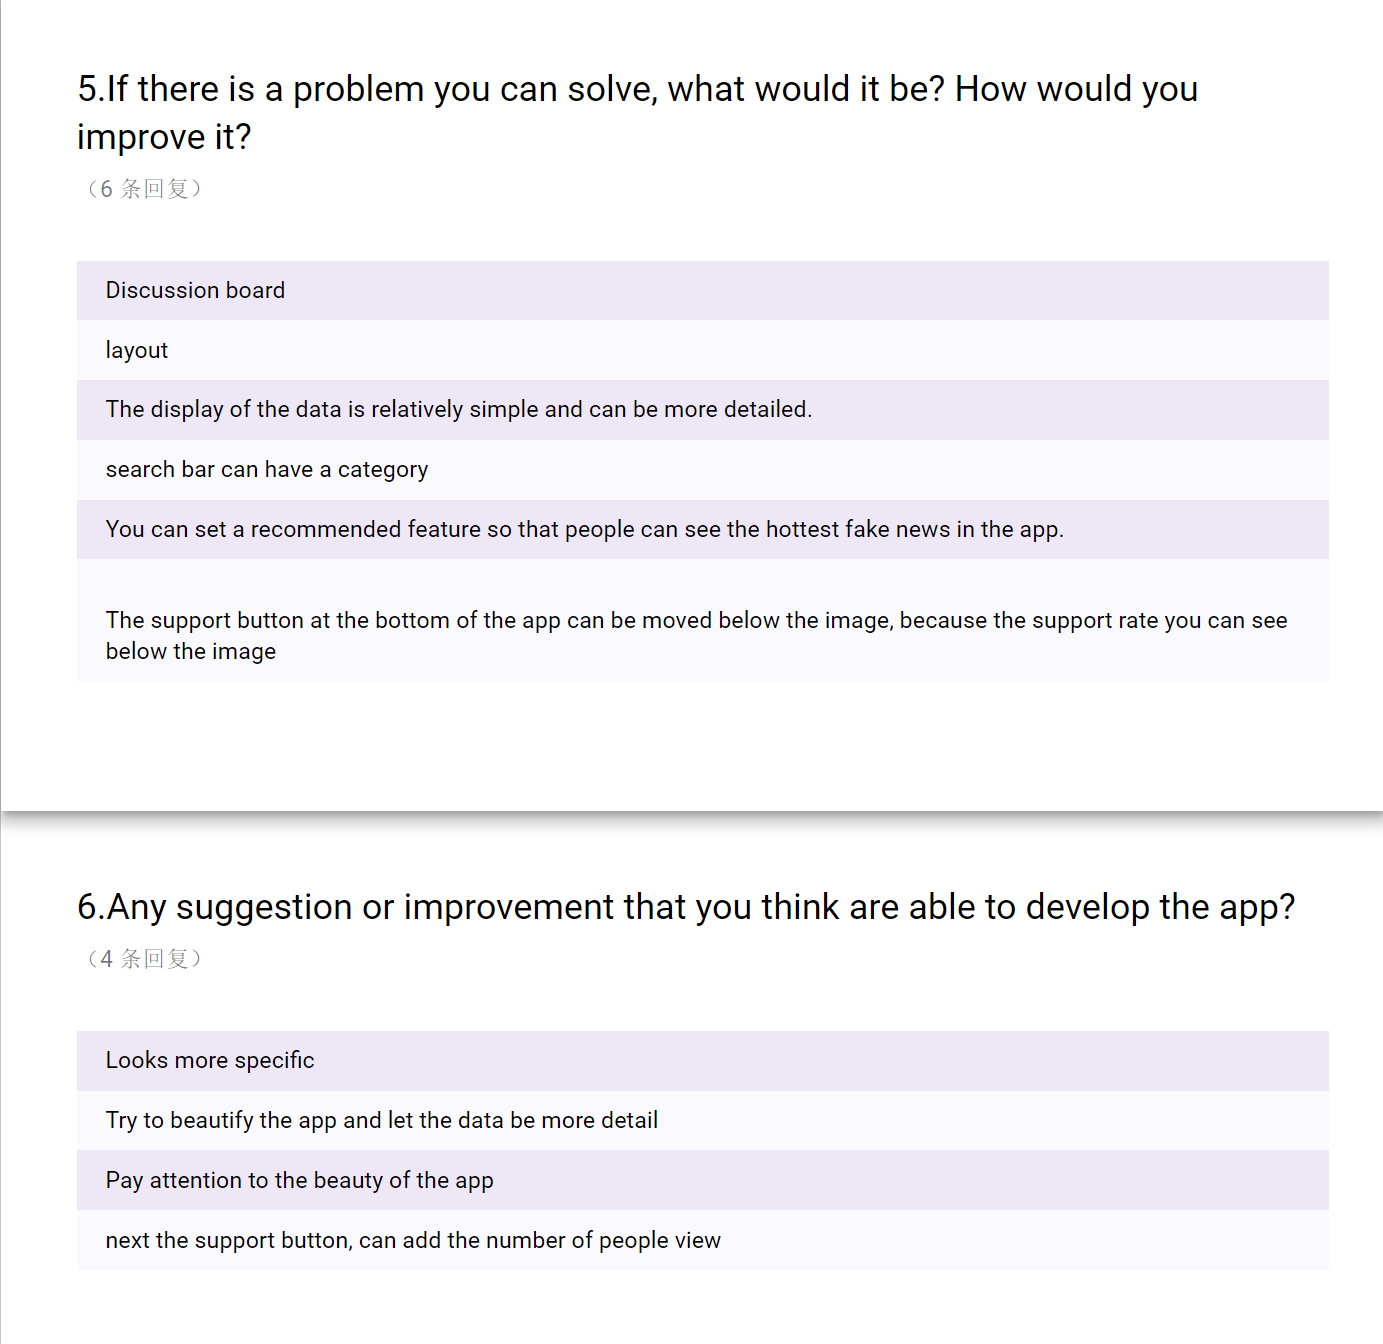 5.If there is a problem you can solve, what would it be? How would you
improve it?
（6 条回复）
Discussion board
layout
The display of the data is relatively simple and can be more detailed.
search bar can have a category
You can set a recommended feature so that people can see the hottest fake news in the app.
The support button at the bottom of the app can be moved below the image, because the support rate you can see
below the image
6.Any suggestion or improvement that you think are able to develop the app?
（4 条回复）
Looks more specific
Try to beautify the app and let the data be more detail
Pay attention to the beauty of the app
next the support button, can add the number of people view